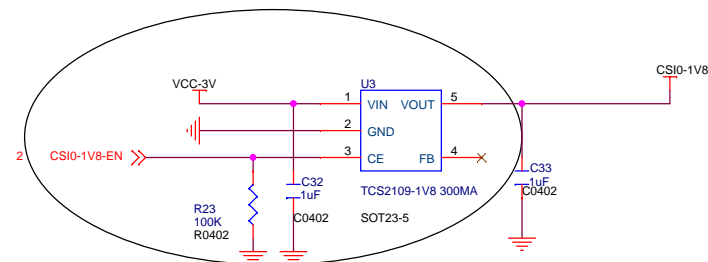 CSI0-1V8
U3
VCC-3V
1 VIN VOUT 5
2 GND
2 CSI0-1V8-EN 3 CE FB 4
C32
1uF
C0402
C33
1uF
C0402
TCS2109-1V8 300MA
SOT23-5
R23
100K
R0402